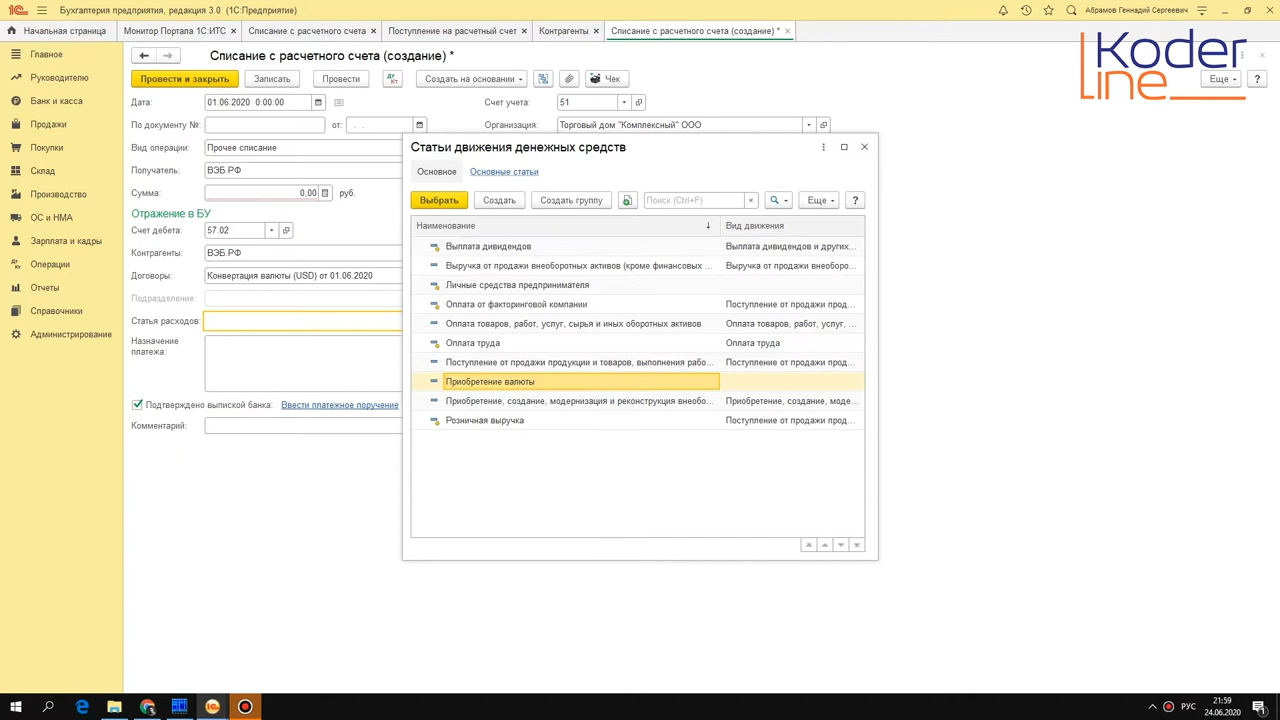 Бухгалтерия предприятия, редакция 3.0 (1С:Предприятие)
Абрамов Геннадий Сергеевич
Начальная страница
Монитор Портала 1С:ИТС
Списание с расчетного счета
Поступление на расчетный счет
Контрагенты
Списание с расчетного счета (создание) *
Главное
Руководителю
Банк и касса
Продажи
Покупки
Склад
Производство
ОС и НМА
Зарплата и кадры
Операции
Отчеты
Справочники
Администрирование
Списание с расчетного счета (создание) *
Koder
Line
Провести и закрыть
Записать
Провести
Дт Кт
Создать на основании
Чек
Еще
?
Дата: 01.06.2020 0:00:00
Счет учета: 51
По документу №: от: . .
Организация: Торговый дом "Комплексный" ООО
Вид операции: Прочее списание
Получатель: ВЭБ.РФ
Сумма: 0,00 руб.
Отражение в БУ
Счет дебета: 57.02
Контрагенты: ВЭБ.РФ
Договоры: Конвертация валюты (USD) от 01.06.2020
Подразделение:
Статья расходов:
Назначение платежа:
Подтверждено выпиской банка: Ввести платежное поручение
Комментарий:
Статьи движения денежных средств
Основное Основные статьи
Выбрать Создать Создать группу Поиск (Ctrl+F) × Еще ?
Наименование ↓ Вид движения
Выплата дивидендов Выплата дивидендов и других...
Выручка от продажи внеоборотных активов (кроме финансовых ... Выручка от продажи внеоборо...
Личные средства предпринимателя
Оплата от факторинговой компании Поступление от продажи прод...
Оплата товаров, работ, услуг, сырья и иных оборотных активов Оплата товаров, работ, услуг, ...
Оплата труда Оплата труда
Поступление от продажи продукции и товаров, выполнения рабо... Поступление от продажи прод...
Приобретение валюты
Приобретение, создание, модернизация и реконструкция внеобо... Приобретение, создание, моде...
Розничная выручка Поступление от продажи прод...
РУС
21:59
24.06.2020